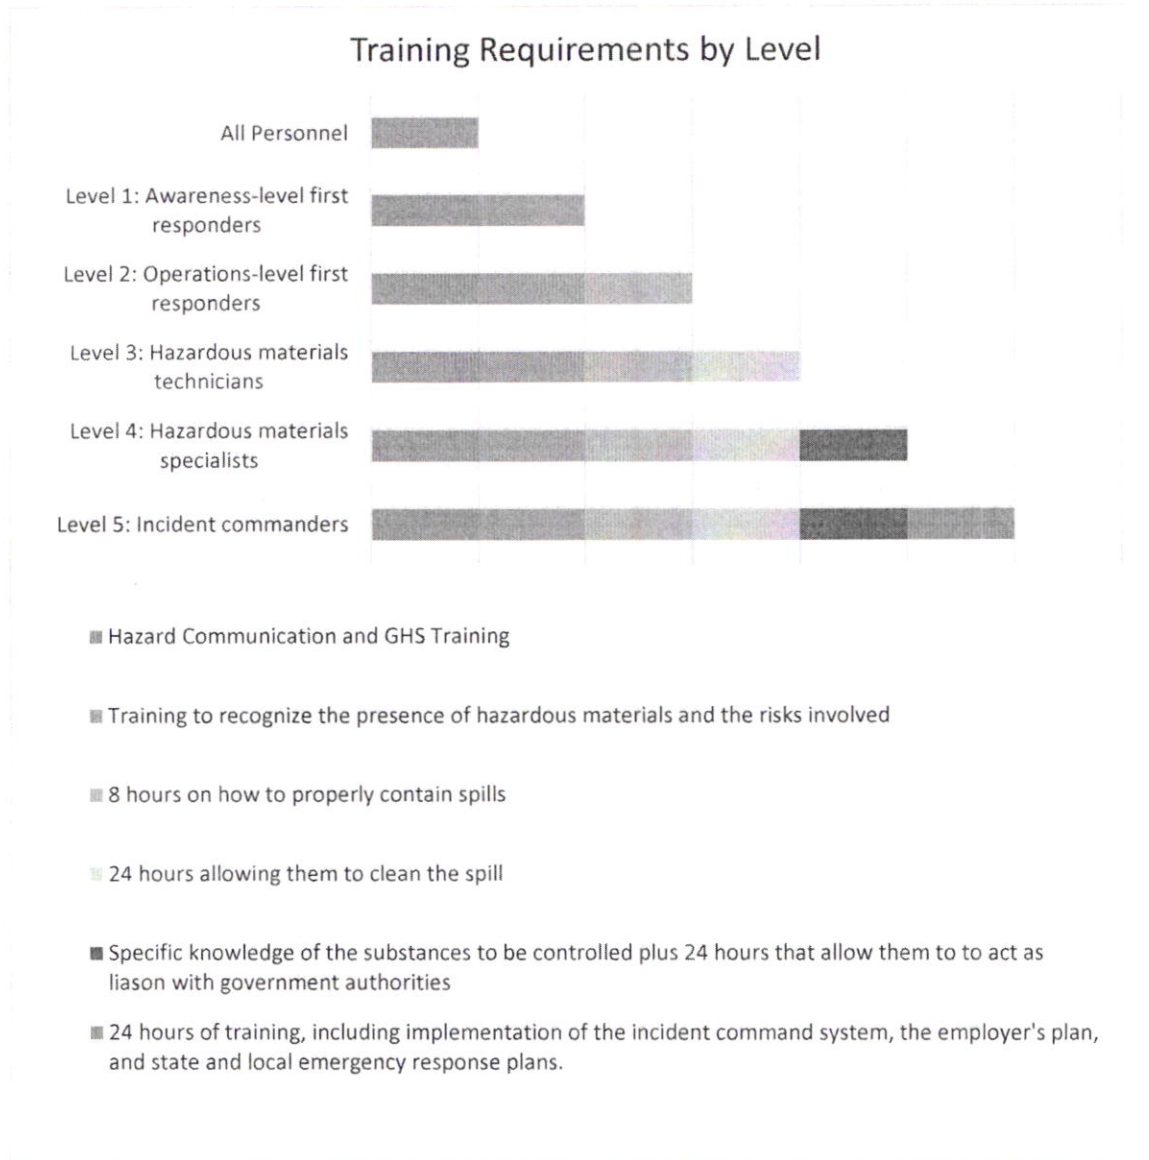 Training Requirements by Level
All Personnel
Level 1: Awareness-level first
responders
Level 2: Operations-level first
responders
Level 3: Hazardous materials
technicians
Level 4: Hazardous materials
specialists
Level 5: Incident commanders
Hazard Communication and GHS Training
Training to recognize the presence of hazardous materials and the risks involved
8 hours on how to properly contain spills
24 hours allowing them to clean the spill
Specific knowledge of the substances to be controlled plus 24 hours that allow them to to act as
liason with government authorities
24 hours of training, including implementation of the incident command system, the employer's plan,
and state and local emergency response plans.